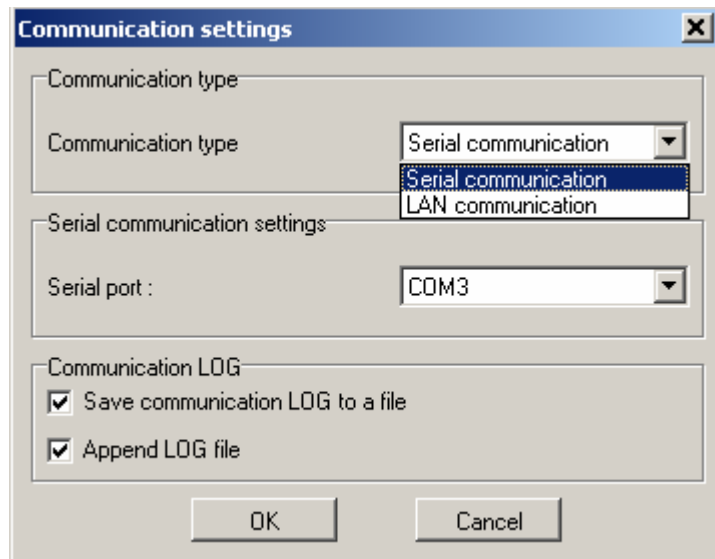 Communication settings
Communication type
Communication type Serial communication
Serial communication
LAN communication
Serial communication settings
Serial port : COM3
Communication LOG
Save communication LOG to a file
Append LOG file
OK Cancel